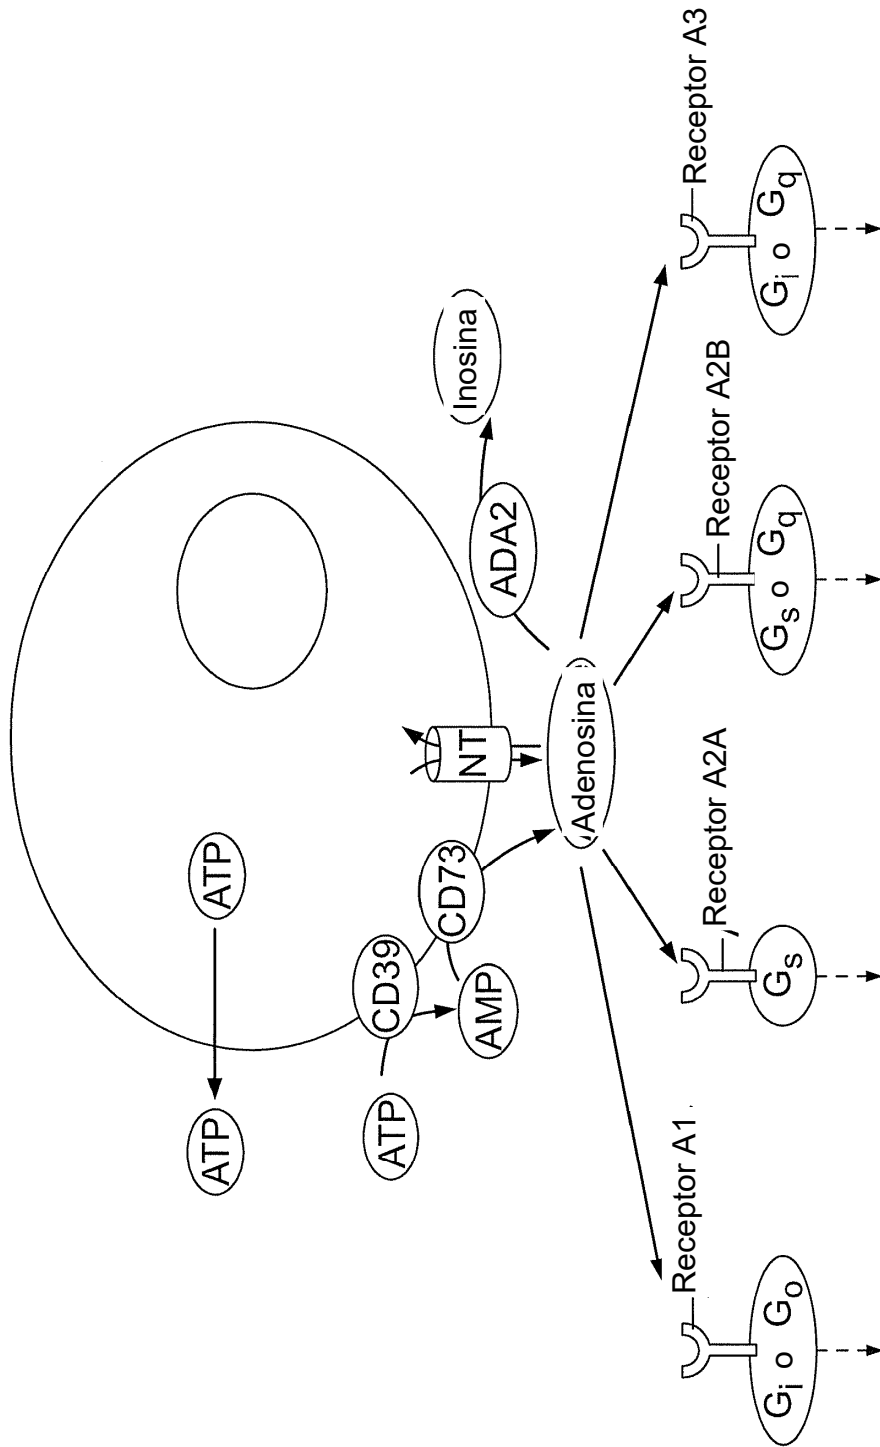 ATP
ATP
ATP
CD39
AMP
CD73
NT
ADA2
Inosina
Adenosina
Receptor A1
Gi o Go
Receptor A2A
Gs
Receptor A2B
Gs o Gq
Receptor A3
Gi o Gq